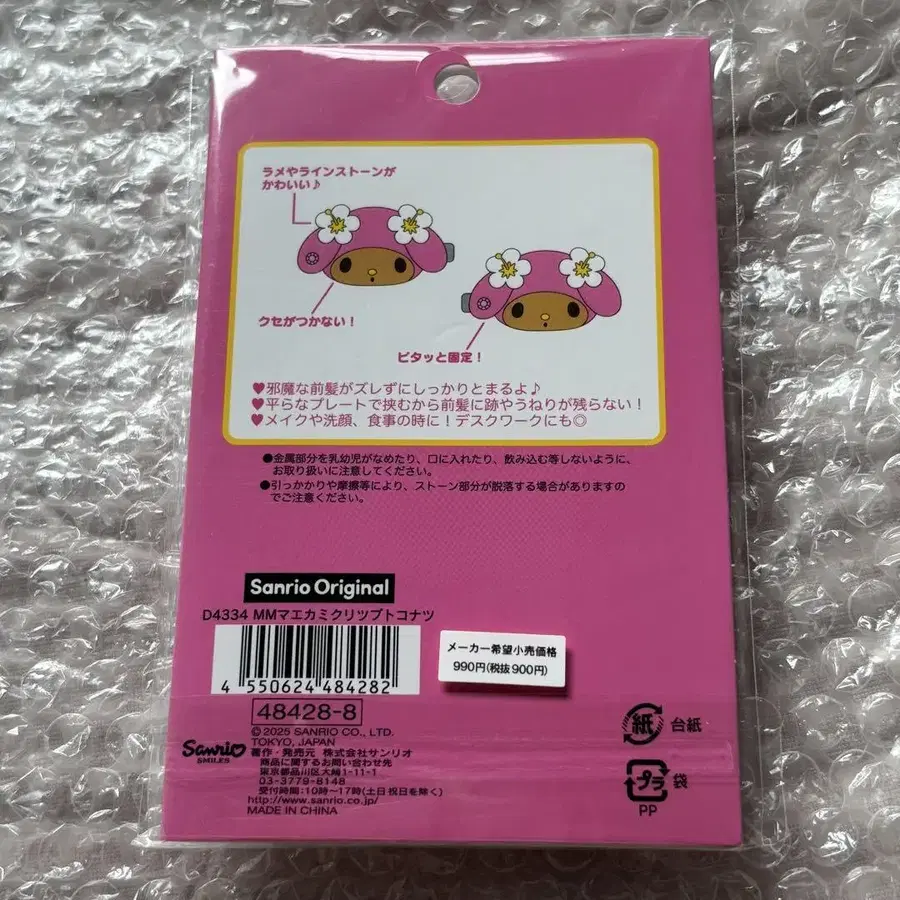 ラメやラインストーンが
かわいい♪
クセがつかない！
ピタッと固定！
♥邪魔な前髪がズレずにしっかりとまるよ♪
♥平らなプレートで挟むから前髪に跡やうねりが残らない！
♥メイクや洗顔、食事の時に！デスクワークにも◎
●金属部分を乳幼児がなめたり、口に入れたり、飲み込む等しないように、
お取り扱いに注意してください。
●引っかかりや摩擦等により、ストーン部分が脱落する場合がありますの
でご注意ください。
Sanrio Original
D4334 MMマエカミクリツプトコナツ
4 550624 484282
メーカー希望小売価格
990円(税抜900円)
48428-8
©2025 SANRIO CO., LTD.
TOKYO, JAPAN
Sanrio
SMILES
著作・発売元 株式会社サンリオ
商品に関するお問い合せ先
東京都品川区大崎1-11-1
03-3779-8148
受付時間:10時〜17時(土日祝日を除く)
http://www.sanrio.co.jp/
MADE IN CHINA
紙 台紙
プラ 袋
PP